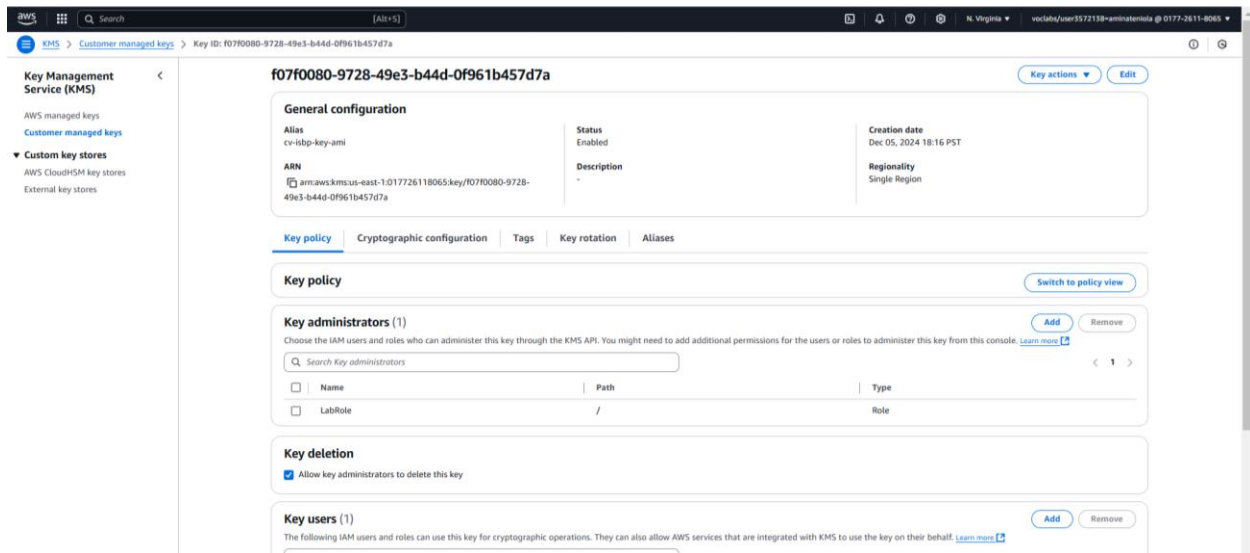 aws
Search
[Alt+S]
N. Virginia
voclabs/user3572138=aminateniola @ 0177-2611-8065
KMS > Customer managed keys > Key ID: f07f0080-9728-49e3-b44d-0f961b457d7a
Key Management
Service (KMS)
AWS managed keys
Customer managed keys
Custom key stores
AWS CloudHSM key stores
External key stores
f07f0080-9728-49e3-b44d-0f961b457d7a
Key actions
Edit
General configuration
Alias
cv-isbp-key-ami
Status
Enabled
Creation date
Dec 05, 2024 18:16 PST
ARN
arn:aws:kms:us-east-1:017726118065:key/f07f0080-9728-
49e3-b44d-0f961b457d7a
Description
-
Regionality
Single Region
Key policy
Cryptographic configuration
Tags
Key rotation
Aliases
Key policy
Switch to policy view
Key administrators (1)
Add
Remove
Choose the IAM users and roles who can administer this key through the KMS API. You might need to add additional permissions for the users or roles to administer this key from this console. Learn more
Search Key administrators
< 1 >
Name
Path
Type
LabRole
/
Role
Key deletion
Allow key administrators to delete this key
Key users (1)
Add
Remove
The following IAM users and roles can use this key for cryptographic operations. They can also allow AWS services that are integrated with KMS to use the key on their behalf. Learn more